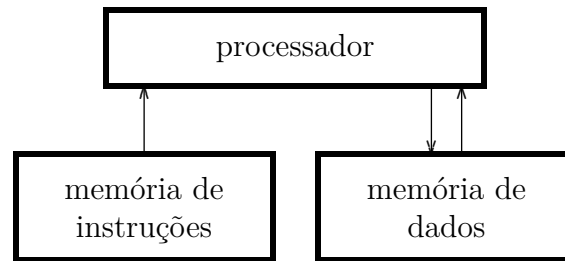 processador
memória de
instruções
memória de
dados